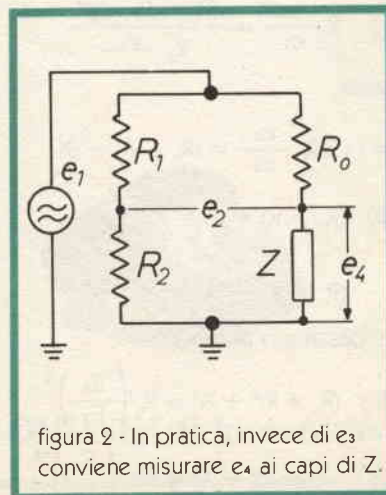 e₁
R₁
R₀
e₂
R₂
Z
e₄
figura 2 - In pratica, invece di e₃
conviene misurare e₄ ai capi di Z.